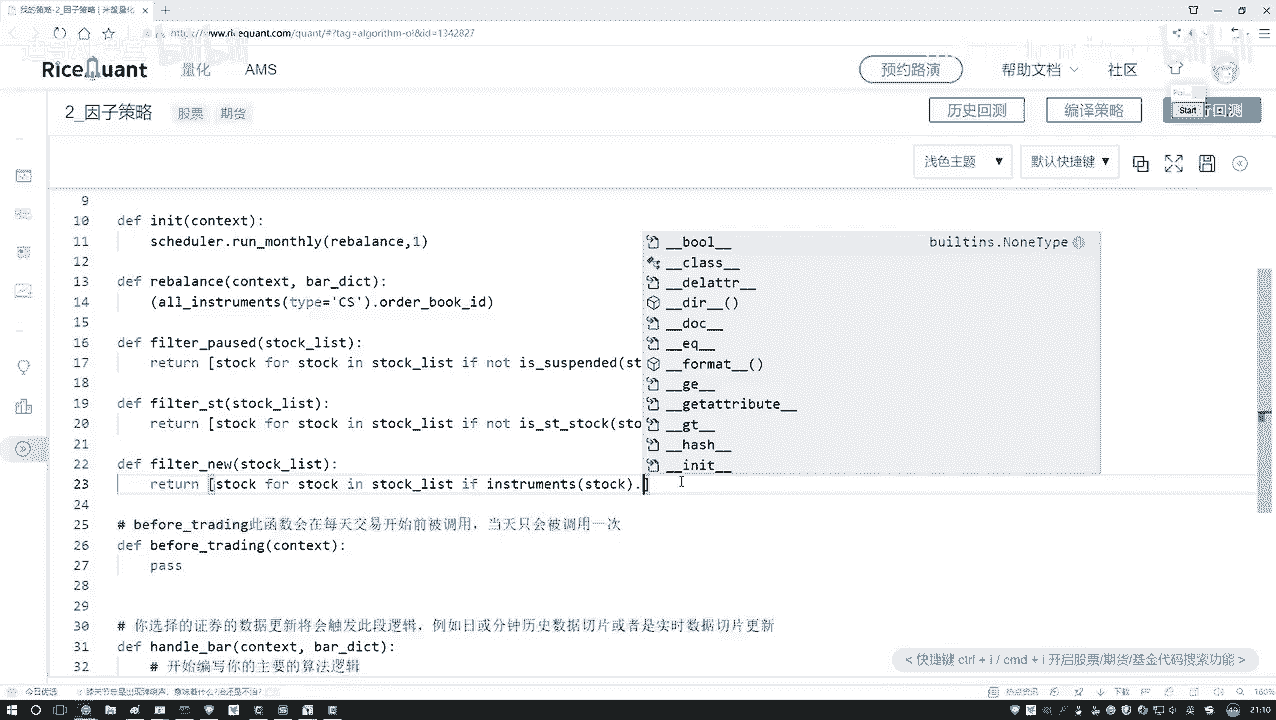 我的策略-2_因子策略
www.ricequant.com/quant/#?tag=algorithm-ol&id=1342827
RiceQuant 量化 AMS 预约路演 帮助文档 社区
2_因子策略 股票 期货 历史回测 编译策略 Start 回测
浅色主题 ▼ 默认快捷键 ▼
9
10 def init(context):
11 scheduler.run_monthly(rebalance,1)
12
13 def rebalance(context, bar_dict):
14 (all_instruments(type='CS').order_book_id)
15
16 def filter_paused(stock_list):
17 return [stock for stock in stock_list if not is_suspended(st
18
19 def filter_st(stock_list):
20 return [stock for stock in stock_list if not is_st_stock(sto
21
22 def filter_new(stock_list):
23 return [stock for stock in stock_list if instruments(stock).]
24
25 # before_trading此函数会在每天交易开始前被调用，当天只会被调用一次
26 def before_trading(context):
27 pass
28
29
30 # 你选择的证券的数据更新将会触发此段逻辑，例如日或分钟历史数据切片或者是实时数据切片更新
31 def handle_bar(context, bar_dict):
32 # 开始编写你的主要的算法逻辑
__bool__ builtins.NoneType
__class__
__delattr__
__dir__()
__doc__
__eq__
__format__()
__ge__
__getattribute__
__gt__
__hash__
__init__
< 快捷键 ctrl + i / cmd + i 开启股票/期货/基金代码搜索功能 >
今日优选
下载
160%
英
21:10